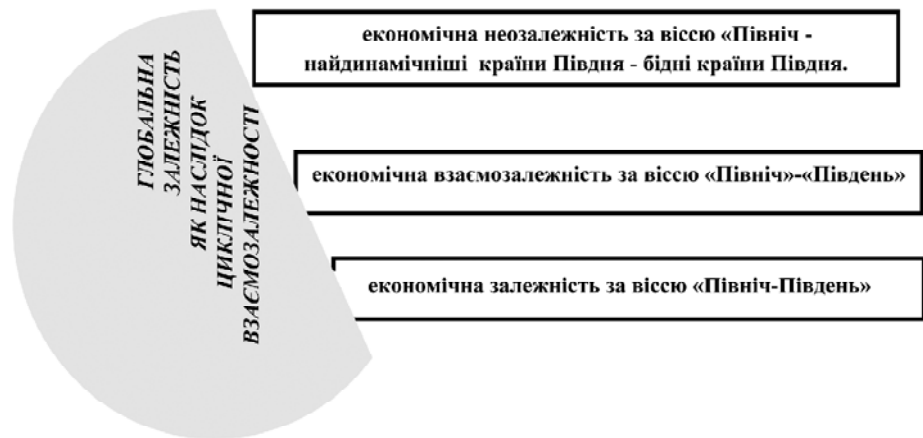 ГЛОБАЛЬНА
ЗАЛЕЖНІСТЬ
ЯК НАСЛІДОК
ЦИКЛІЧНОЇ
ВЗАЄМОЗАЛЕЖНОСТІ
економічна неозалежність за віссю «Північ -
найдинамічніші країни Півдня - бідні країни Півдня.
економічна взаємозалежність за віссю «Північ»-«Південь»
економічна залежність за віссю «Північ-Південь»